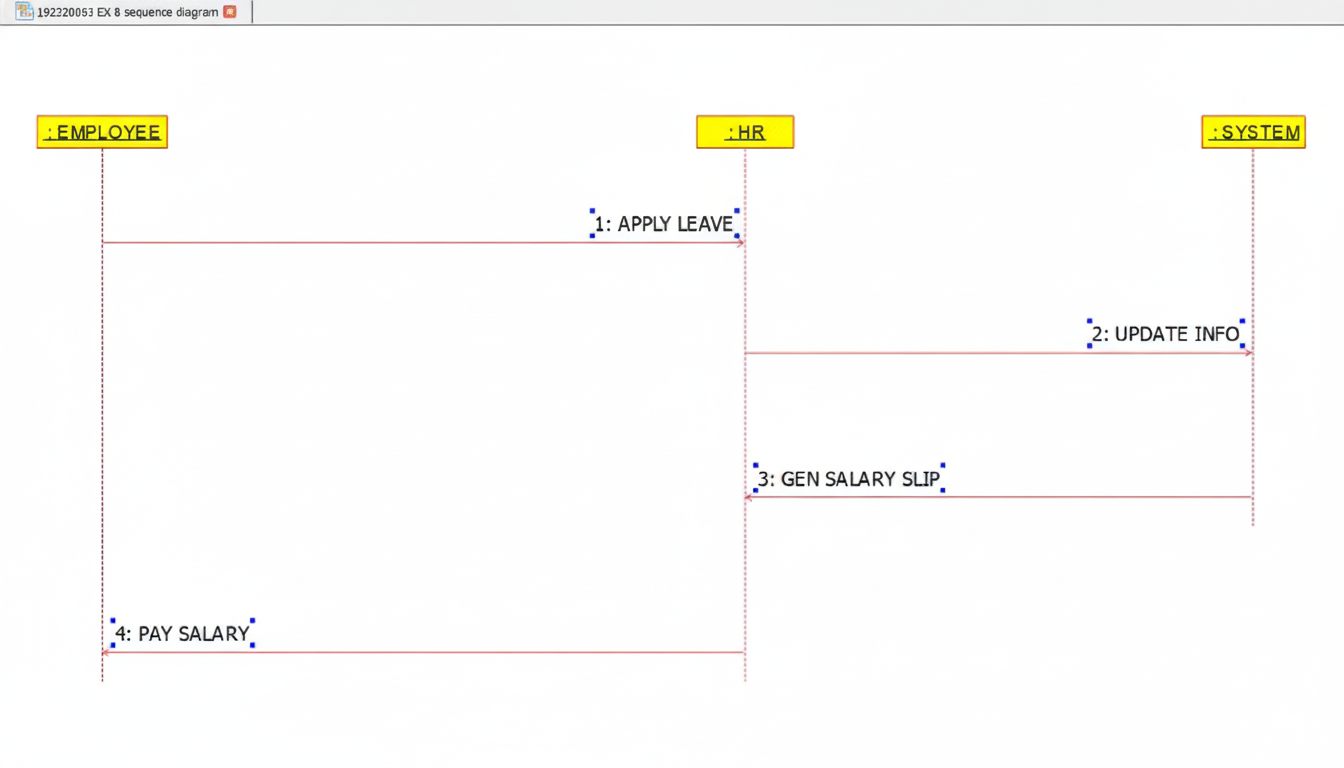 192320053 EX 8 sequence diagram
: EMPLOYEE
: HR
: SYSTEM
1: APPLY LEAVE
2: UPDATE INFO
3: GEN SALARY SLIP
4: PAY SALARY